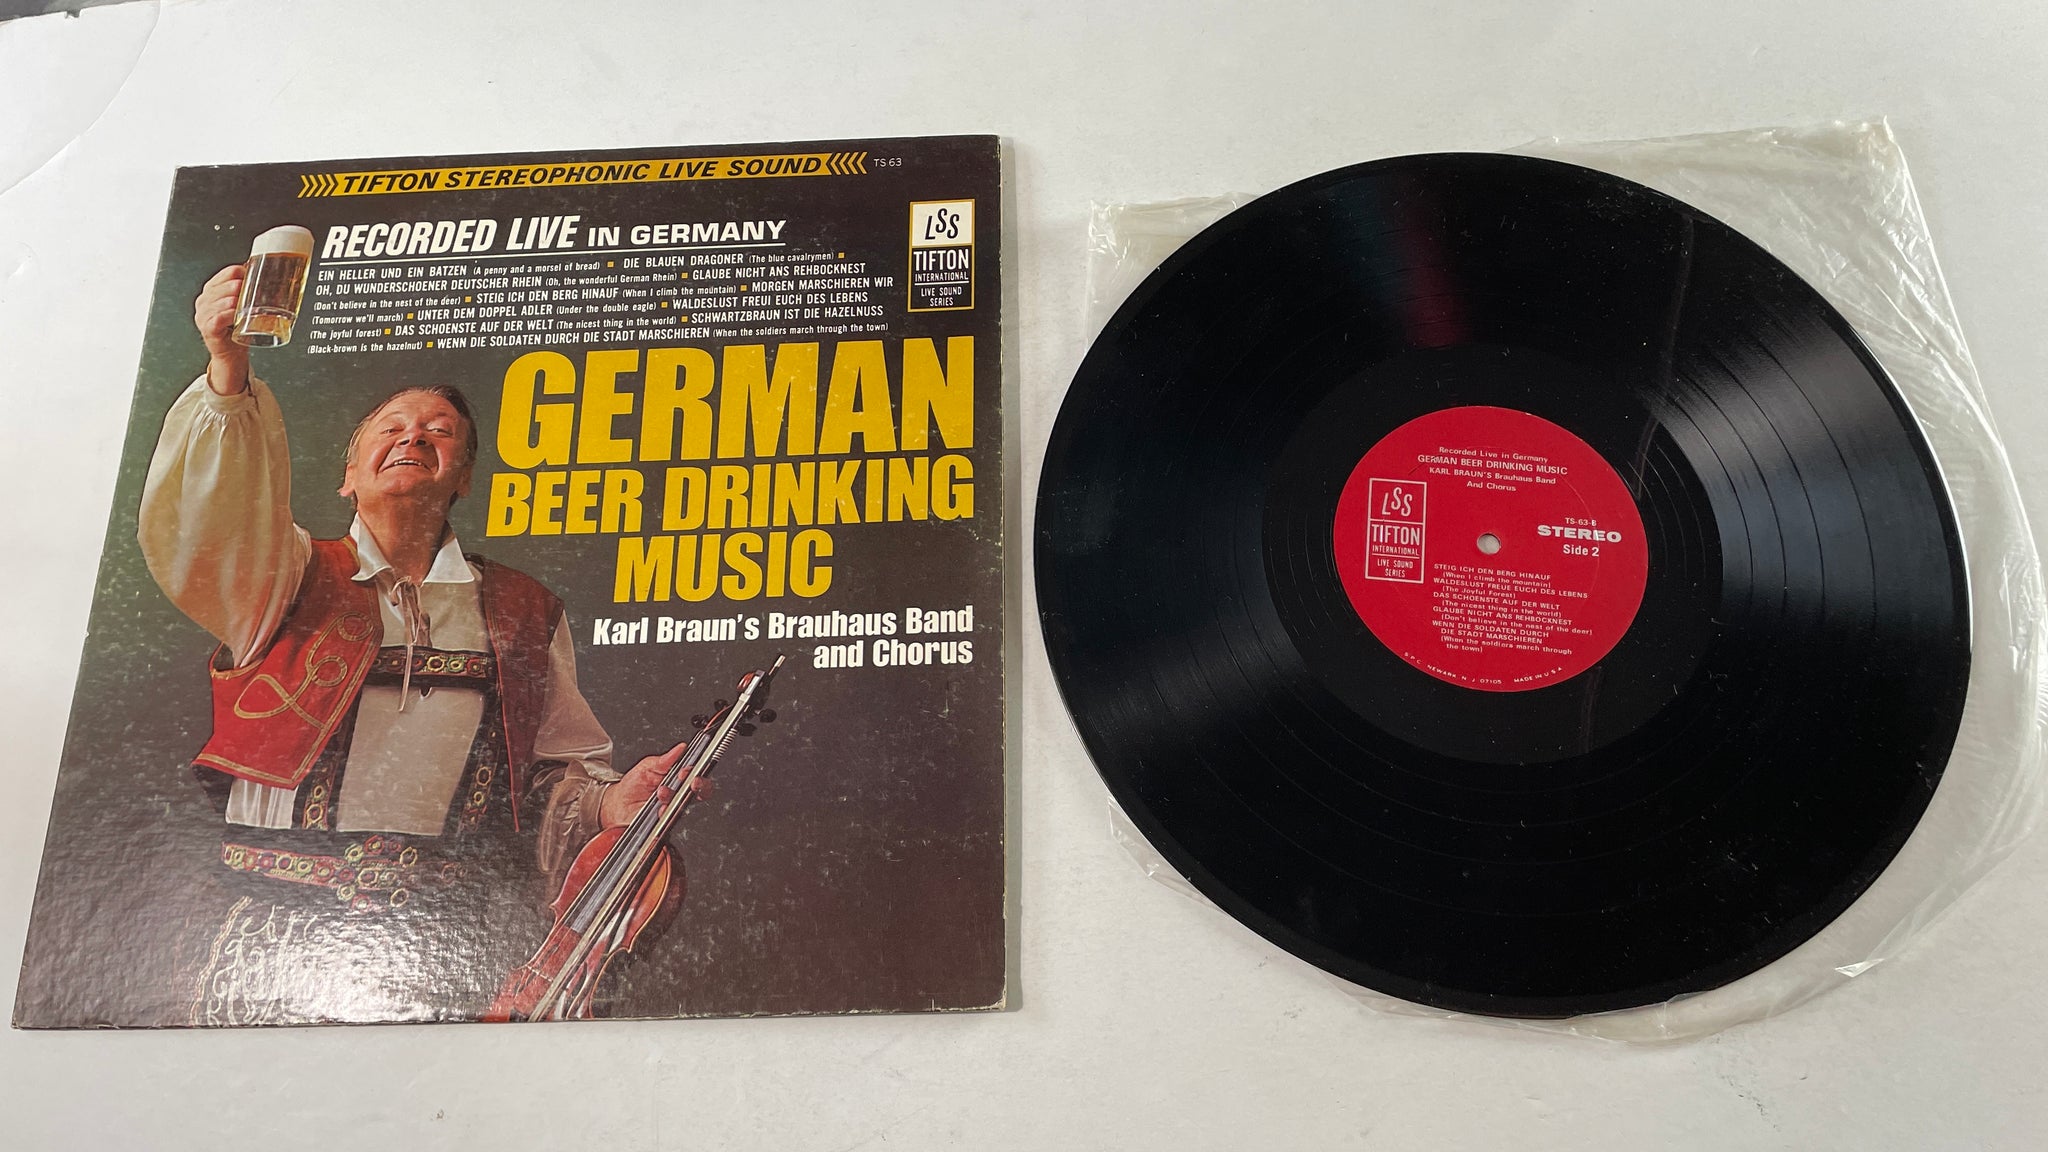 TIFTON STEREOPHONIC LIVE SOUND
TS 63
RECORDED LIVE IN GERMANY
EIN HELLER UND EIN BATZEN (A penny and a morsel of bread) ▪ DIE BLAUEN DRAGONER (The blue cavalrymen) ▪
OH, DU WUNDERSCHOENER DEUTSCHER RHEIN (Oh, the wonderful German Rhein) ▪ GLAUBE NICHT ANS REHBOCKNEST
(Don't believe in the nest of the deer) ▪ STEIG ICH DEN BERG HINAUF (When I climb the mountain) ▪ MORGEN MARSCHIEREN WIR
(Tomorrow we'll march) ▪ UNTER DEM DOPPEL ADLER (Under the double eagle) ▪ WALDESLUST FREUI EUCH DES LEBENS
(The joyful forest) ▪ DAS SCHOENSTE AUF DER WELT (The nicest thing in the world) ▪ SCHWARTZBRAUN IST DIE HAZELNUSS
(Black-brown is the hazelnut) ▪ WENN DIE SOLDATEN DURCH DIE STADT MARSCHIEREN (When the soldiers march through the town)
LSS
TIFTON
INTERNATIONAL
LIVE SOUND
SERIES
GERMAN
BEER DRINKING
MUSIC
Karl Braun's Brauhaus Band
and Chorus
Recorded Live in Germany
GERMAN BEER DRINKING MUSIC
KARL BRAUN'S Brauhaus Band
And Chorus
LSS
TIFTON
INTERNATIONAL
LIVE SOUND
SERIES
TS-63-B
STEREO
Side 2
STEIG ICH DEN BERG HINAUF
(When I climb the mountain)
WALDESLUST FREUE EUCH DES LEBENS
(The Joyful Forest)
DAS SCHOENSTE AUF DER WELT
(The nicest thing in the world)
GLAUBE NICHT ANS REHBOCKNEST
(Don't believe in the nest of the deer)
WENN DIE SOLDATEN DURCH
DIE STADT MARSCHIEREN
(When the soldiers march through
the town)
S.P.C. NEWARK, N J 07105 MADE IN U.S.A.